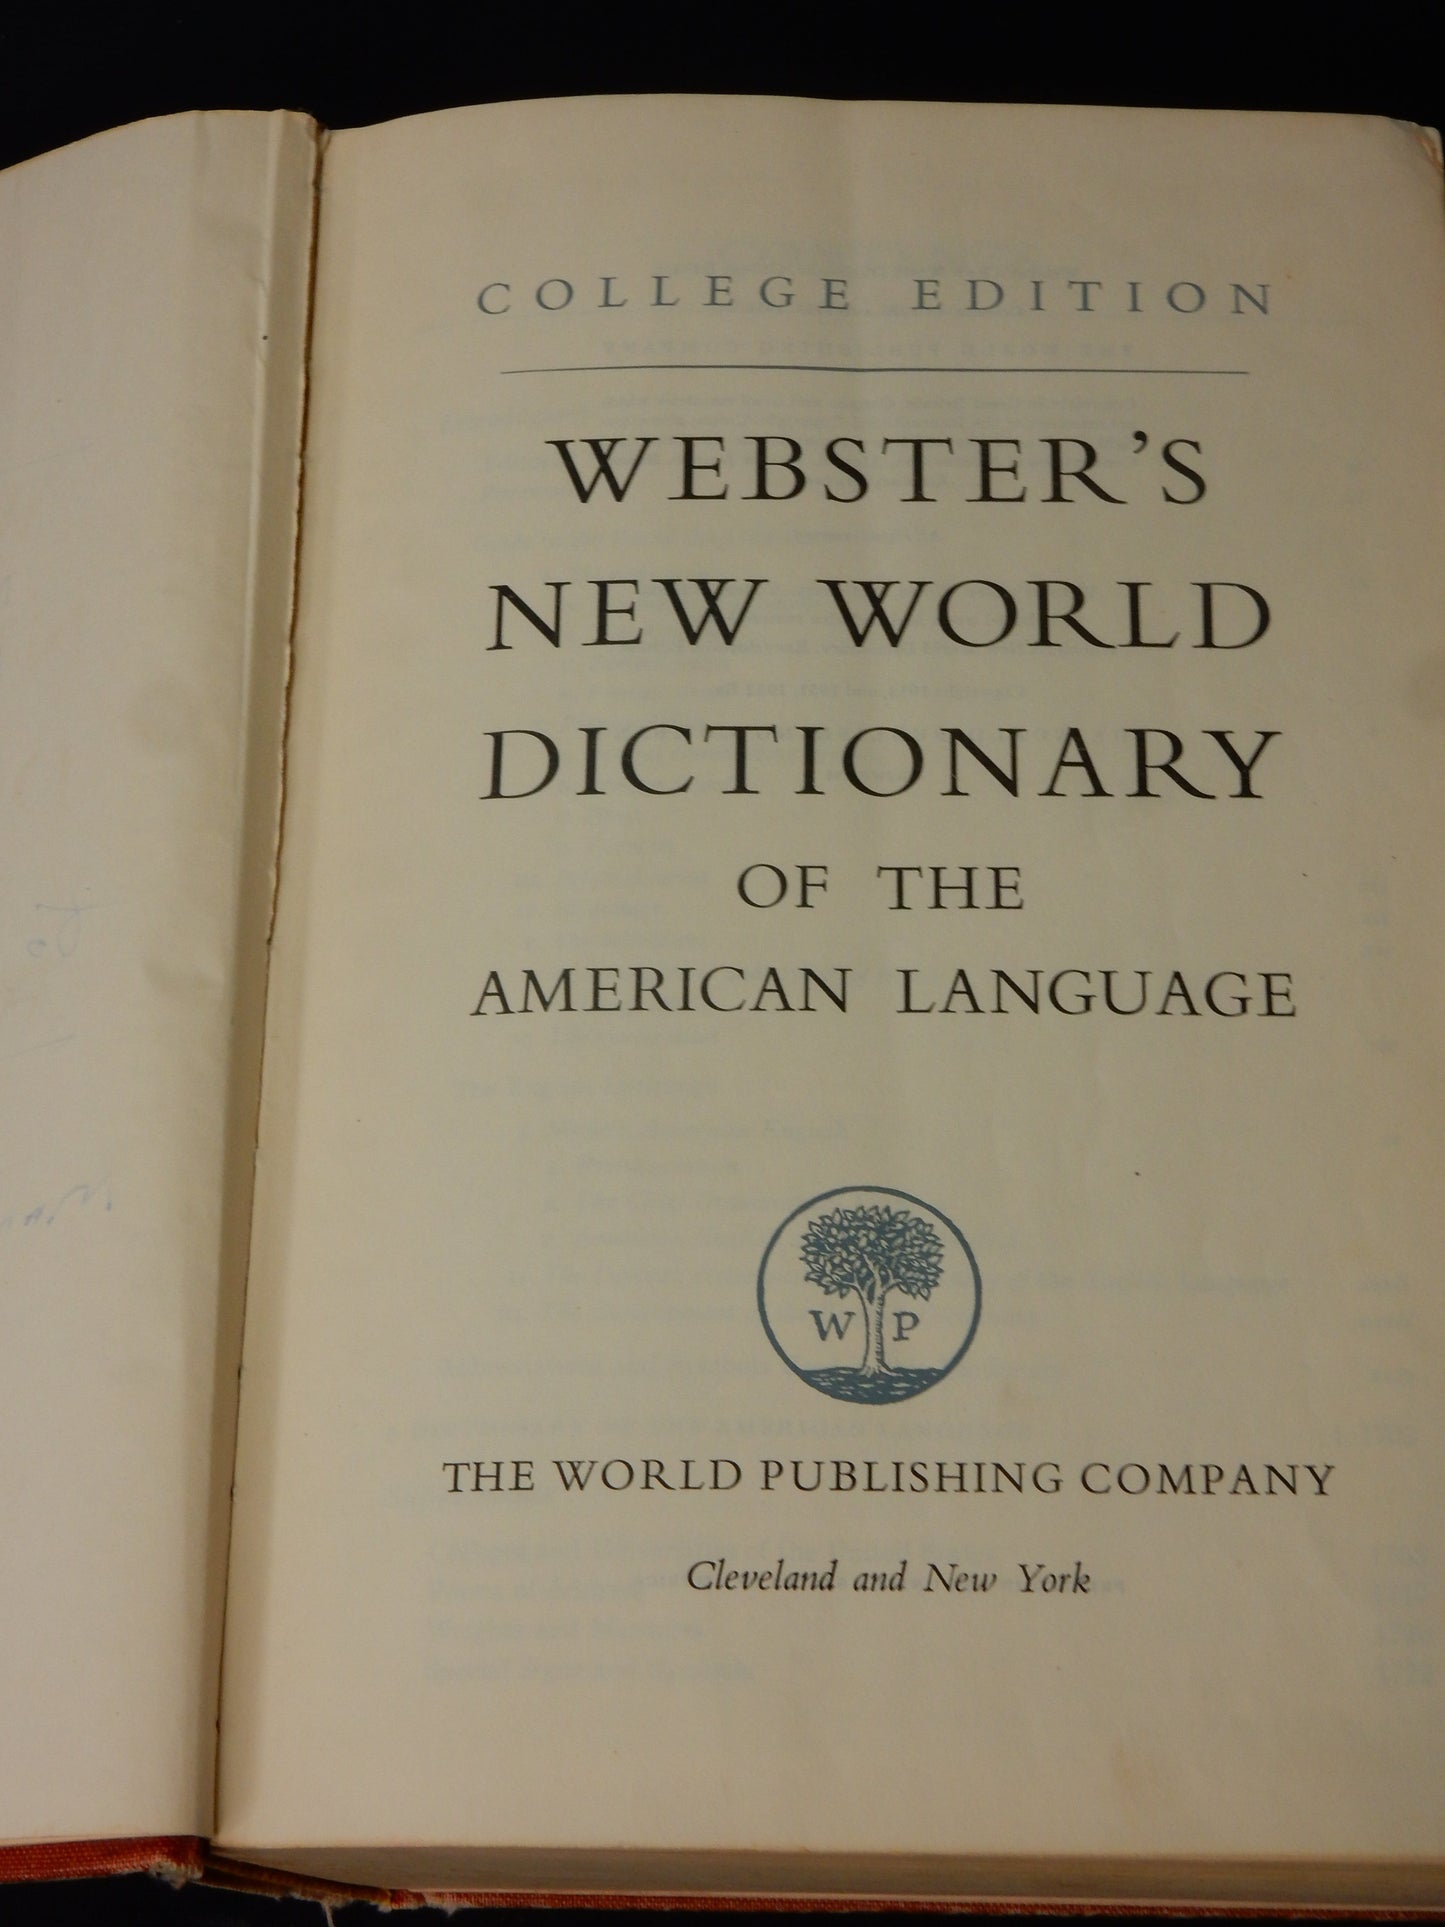 COLLEGE EDITION
WEBSTER'S
NEW WORLD
DICTIONARY
OF THE
AMERICAN LANGUAGE
W P
THE WORLD PUBLISHING COMPANY
Cleveland and New York